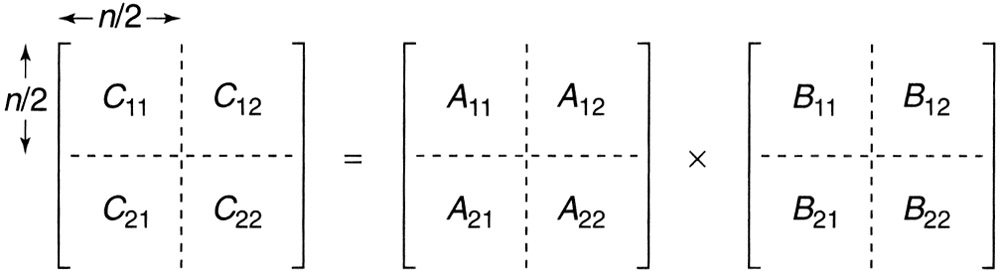 n/2
n/2
C11 C12 = A11 A12 × B11 B12
C21 C22 A21 A22 B21 B22